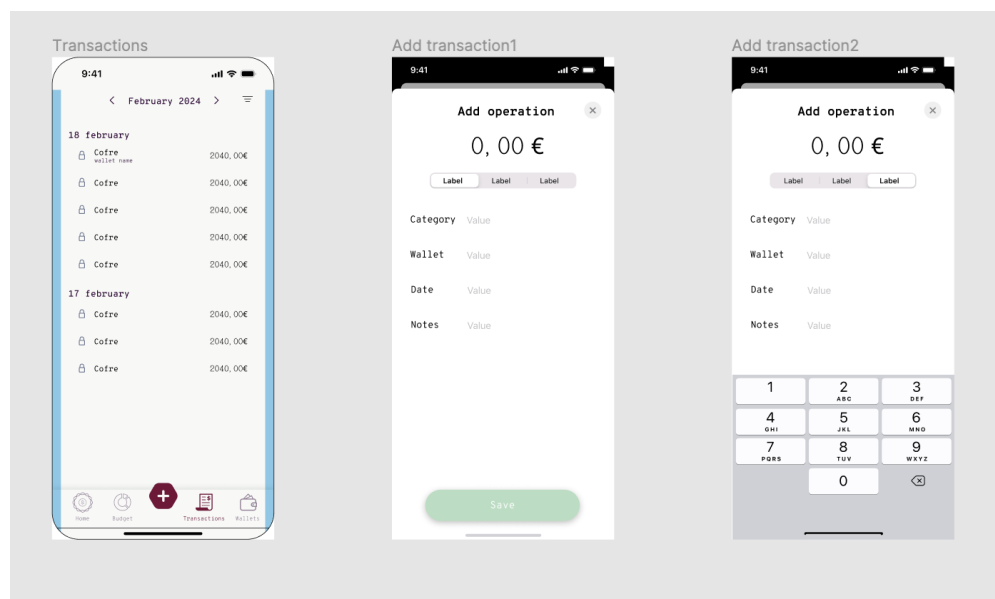 Transactions
9:41
February 2024
18 february
Cofre
wallet name
2040,00€
Cofre
2040,00€
Cofre
2040,00€
Cofre
2040,00€
Cofre
2040,00€
17 february
Cofre
2040,00€
Cofre
2040,00€
Cofre
2040,00€
Home
Budget
Transactions
Wallets
Add transaction1
9:41
Add operation
0,00 €
Label
Label
Label
Category
Value
Wallet
Value
Date
Value
Notes
Value
Save
Add transaction2
9:41
Add operation
0,00 €
Label
Label
Label
Category
Value
Wallet
Value
Date
Value
Notes
Value
1
2
ABC
3
DEF
4
GHI
5
JKL
6
MNO
7
PQRS
8
TUV
9
WXYZ
0